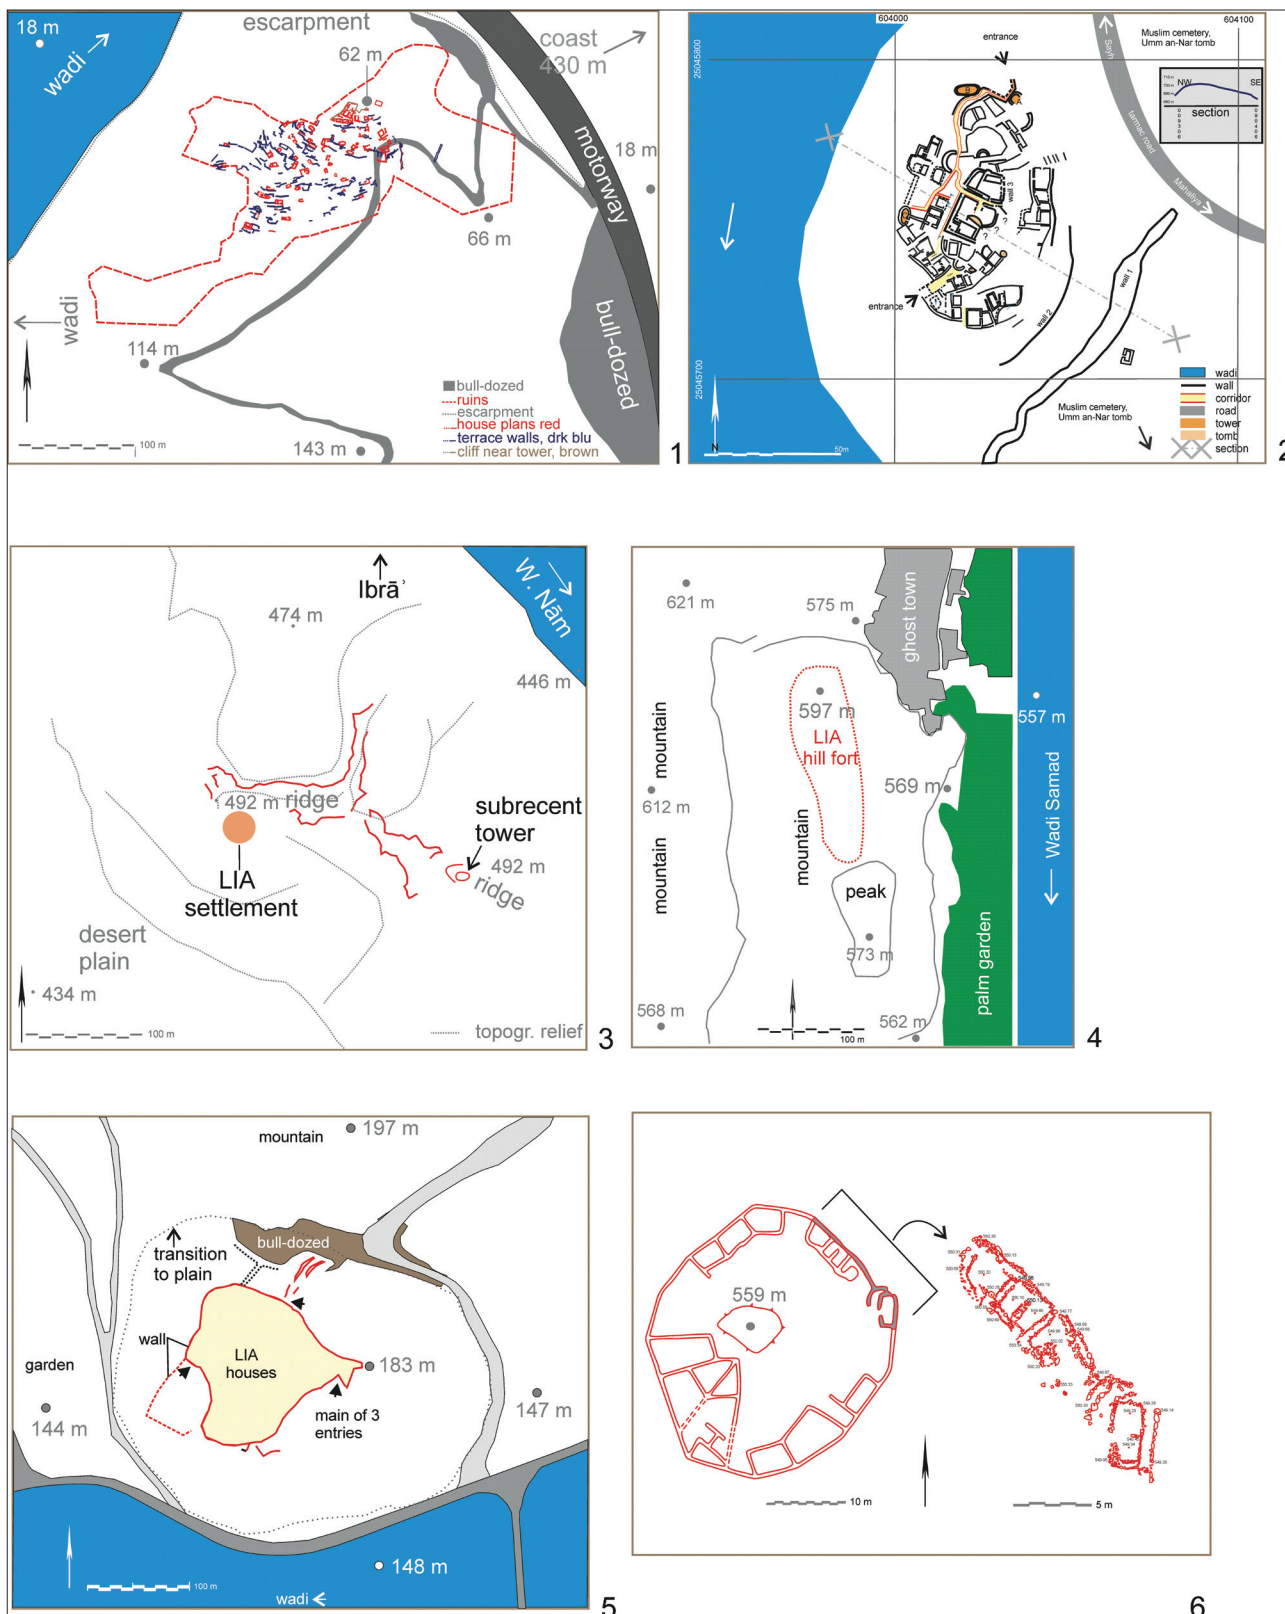 18 m
wadi
escarpment
62 m
coast
430 m
motorway
18 m
66 m
wadi
114 m
bull-dozed
143 m
bull-dozed
ruins
escarpment
house plans red
terrace walls, drk blu
cliff near tower, brown
100 m
1
604000
604100
25045800
25045700
entrance
Sayh
tarmac road
Mahaliya
Muslim cemetery,
Umm an-Nar tomb
NW
SE
section
wall 3
?
?
?
wall 2
wall 1
entrance
Muslim cemetery,
Umm an-Nar tomb
N
50m
wadi
wall
corridor
road
tower
tomb
section
2
Ibrāʾ
W. Nām
474 m
446 m
492 m
ridge
subrecent
tower
492 m
ridge
LIA
settlement
desert
plain
434 m
100 m
topogr. relief
3
621 m
575 m
ghost town
597 m
LIA
hill fort
mountain
612 m
mountain
mountain
569 m
557 m
Wadi Samad
peak
573 m
palm garden
568 m
562 m
100 m
4
mountain
197 m
transition
to plain
bull-dozed
wall
garden
LIA
houses
183 m
144 m
147 m
main of 3
entries
148 m
100 m
wadi
5
559 m
10 m
5 m
6